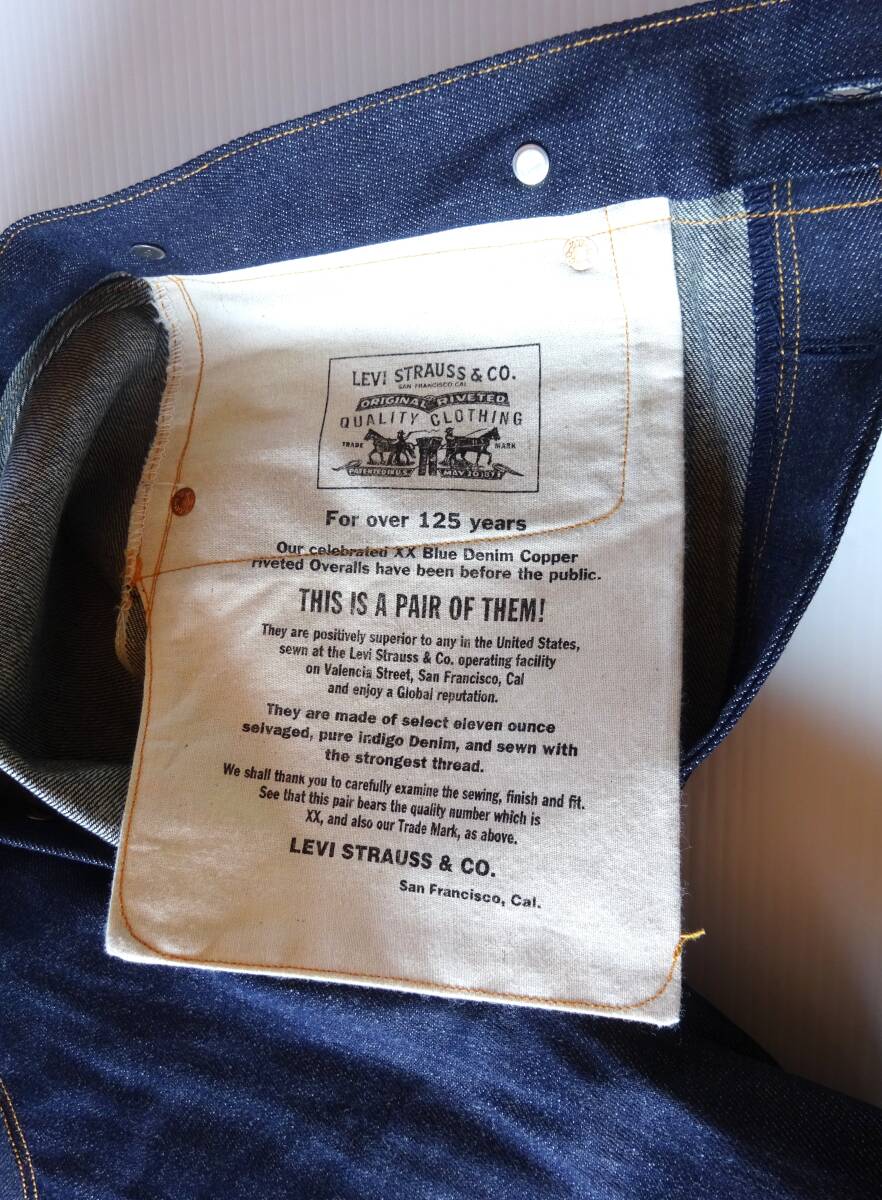 LEVI STRAUSS & CO.
SAN FRANCISCO CAL
ORIGINAL RIVETED
QUALITY CLOTHING
TRADE MARK
PATENTED IN U.S. MAY 20 1873
For over 125 years
Our celebrated XX Blue Denim Copper
riveted Overalls have been before the public.
THIS IS A PAIR OF THEM!
They are positively superior to any in the United States,
sewn at the Levi Strauss & Co. operating facility
on Valencia Street, San Francisco, Cal
and enjoy a Global reputation.
They are made of select eleven ounce
selvaged, pure indigo Denim, and sewn with
the strongest thread.
We shall thank you to carefully examine the sewing, finish and fit.
See that this pair bears the quality number which is
XX, and also our Trade Mark, as above.
LEVI STRAUSS & CO.
San Francisco, Cal.